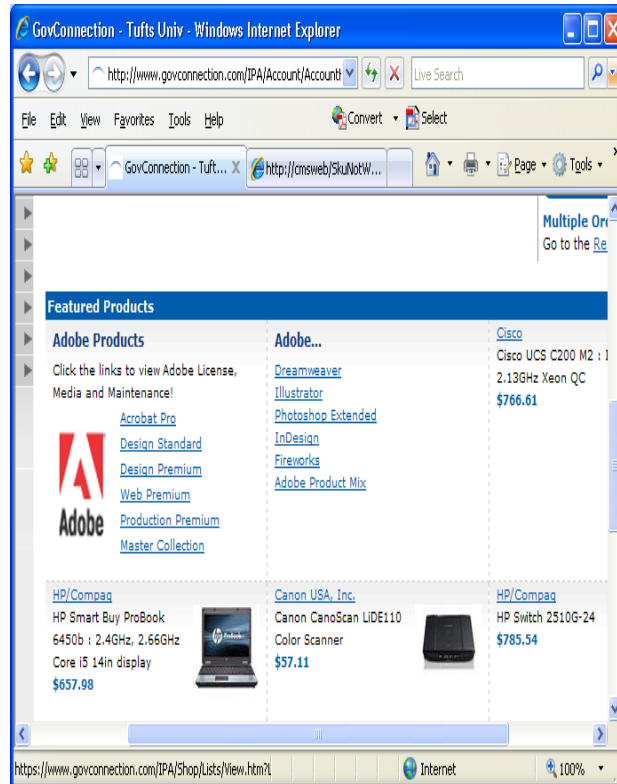 GovConnection - Tufts Univ - Windows Internet Explorer
http://www.govconnection.com/IPA/Account/Account
Live Search
File Edit View Favorites Tools Help
Convert Select
GovConnection - Tuft... X http://cmsweb/SkuNotW...
Page Tools
Multiple Or
Go to the Re
Featured Products
Adobe Products
Click the links to view Adobe License,
Media and Maintenance!
Acrobat Pro
Design Standard
Design Premium
Web Premium
Production Premium
Master Collection
Adobe
Adobe...
Dreamweaver
Illustrator
Photoshop Extended
InDesign
Fireworks
Adobe Product Mix
Cisco
Cisco UCS C200 M2 :
2.13GHz Xeon QC
$766.61
HP/Compaq
HP Smart Buy ProBook
6450b : 2.4GHz, 2.66GHz
Core i5 14in display
$657.98
Canon USA, Inc.
Canon CanoScan LiDE110
Color Scanner
$57.11
HP/Compaq
HP Switch 2510G-24
$785.54
https://www.govconnection.com/IPA/Shop/Lists/View.htm?L
Internet
100%